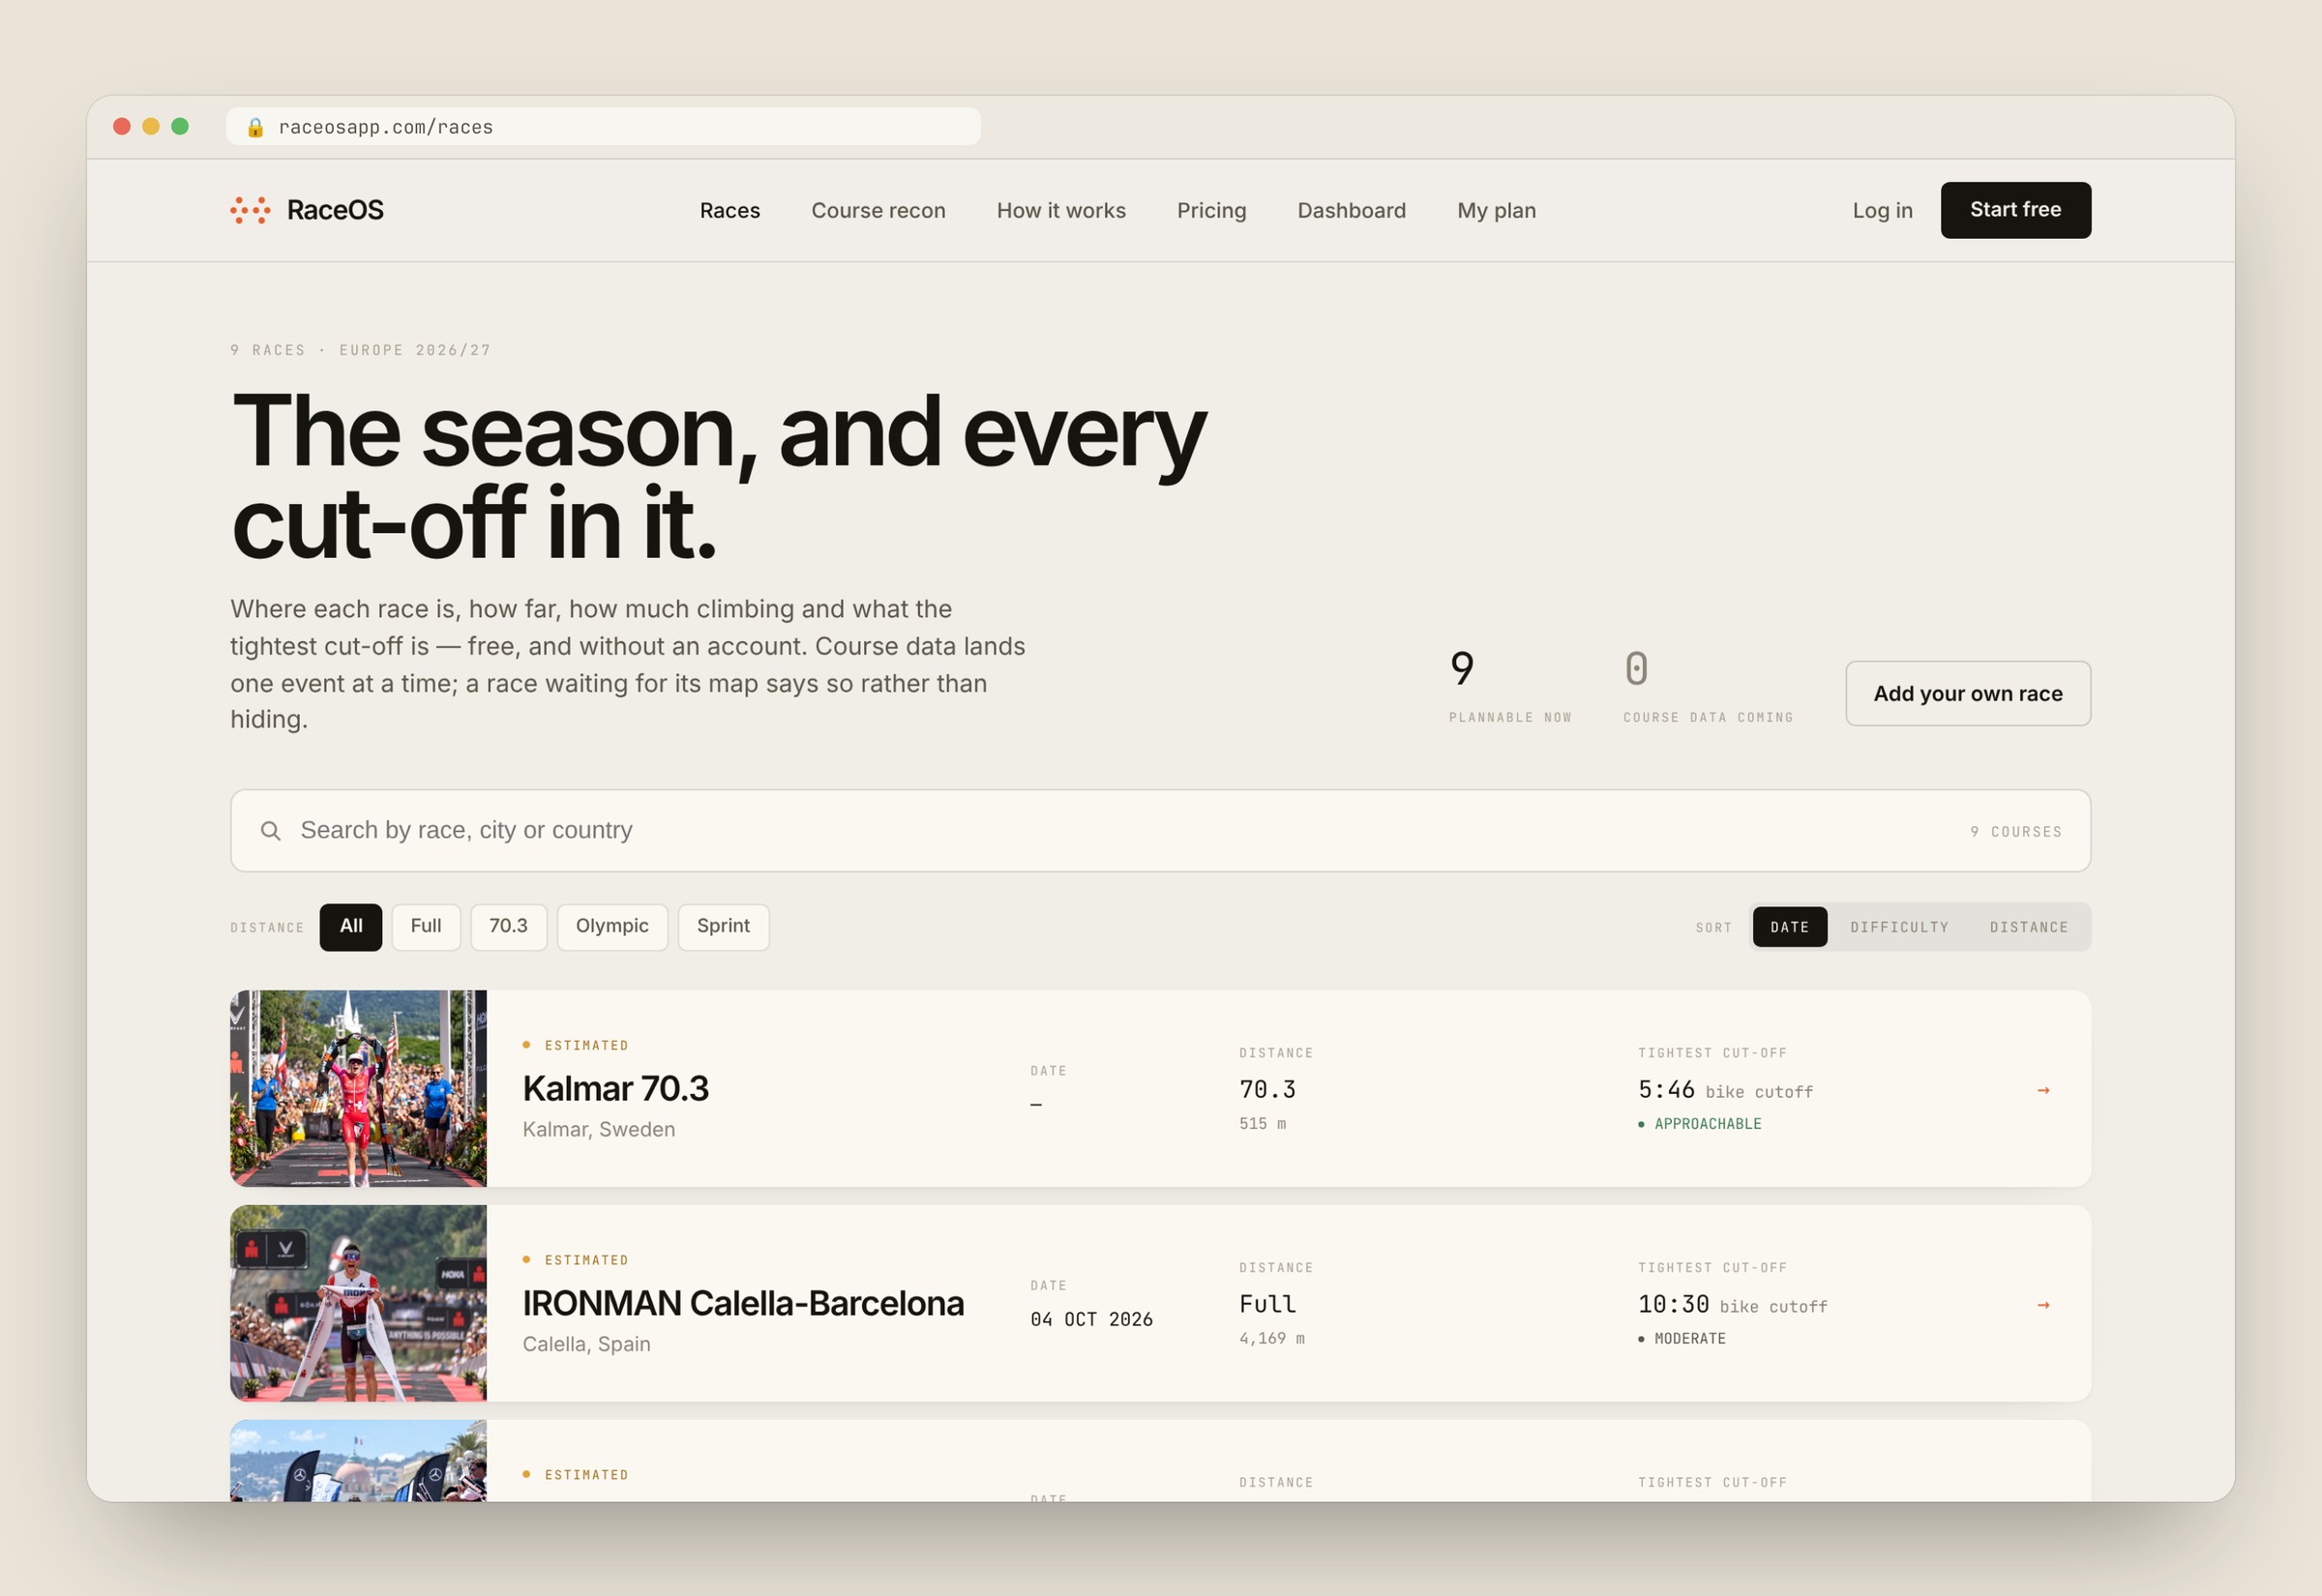 raceosapp.com/races
RaceOS
Races
Course recon
How it works
Pricing
Dashboard
My plan
Log in
Start free
9 RACES · EUROPE 2026/27
The season, and every
cut-off in it.
Where each race is, how far, how much climbing and what the
tightest cut-off is — free, and without an account. Course data lands
one event at a time; a race waiting for its map says so rather than
hiding.
9
PLANNABLE NOW
0
COURSE DATA COMING
Add your own race
Search by race, city or country
9 COURSES
DISTANCE
All
Full
70.3
Olympic
Sprint
SORT
DATE
DIFFICULTY
DISTANCE
ESTIMATED
Kalmar 70.3
Kalmar, Sweden
DATE
—
DISTANCE
70.3
515 m
TIGHTEST CUT-OFF
5:46 bike cutoff
APPROACHABLE
→
HOKA
ANYTHING IS POSSIBLE
ESTIMATED
IRONMAN Calella-Barcelona
Calella, Spain
DATE
04 OCT 2026
DISTANCE
Full
4,169 m
TIGHTEST CUT-OFF
10:30 bike cutoff
MODERATE
→
ESTIMATED
DATE
DISTANCE
TIGHTEST CUT-OFF